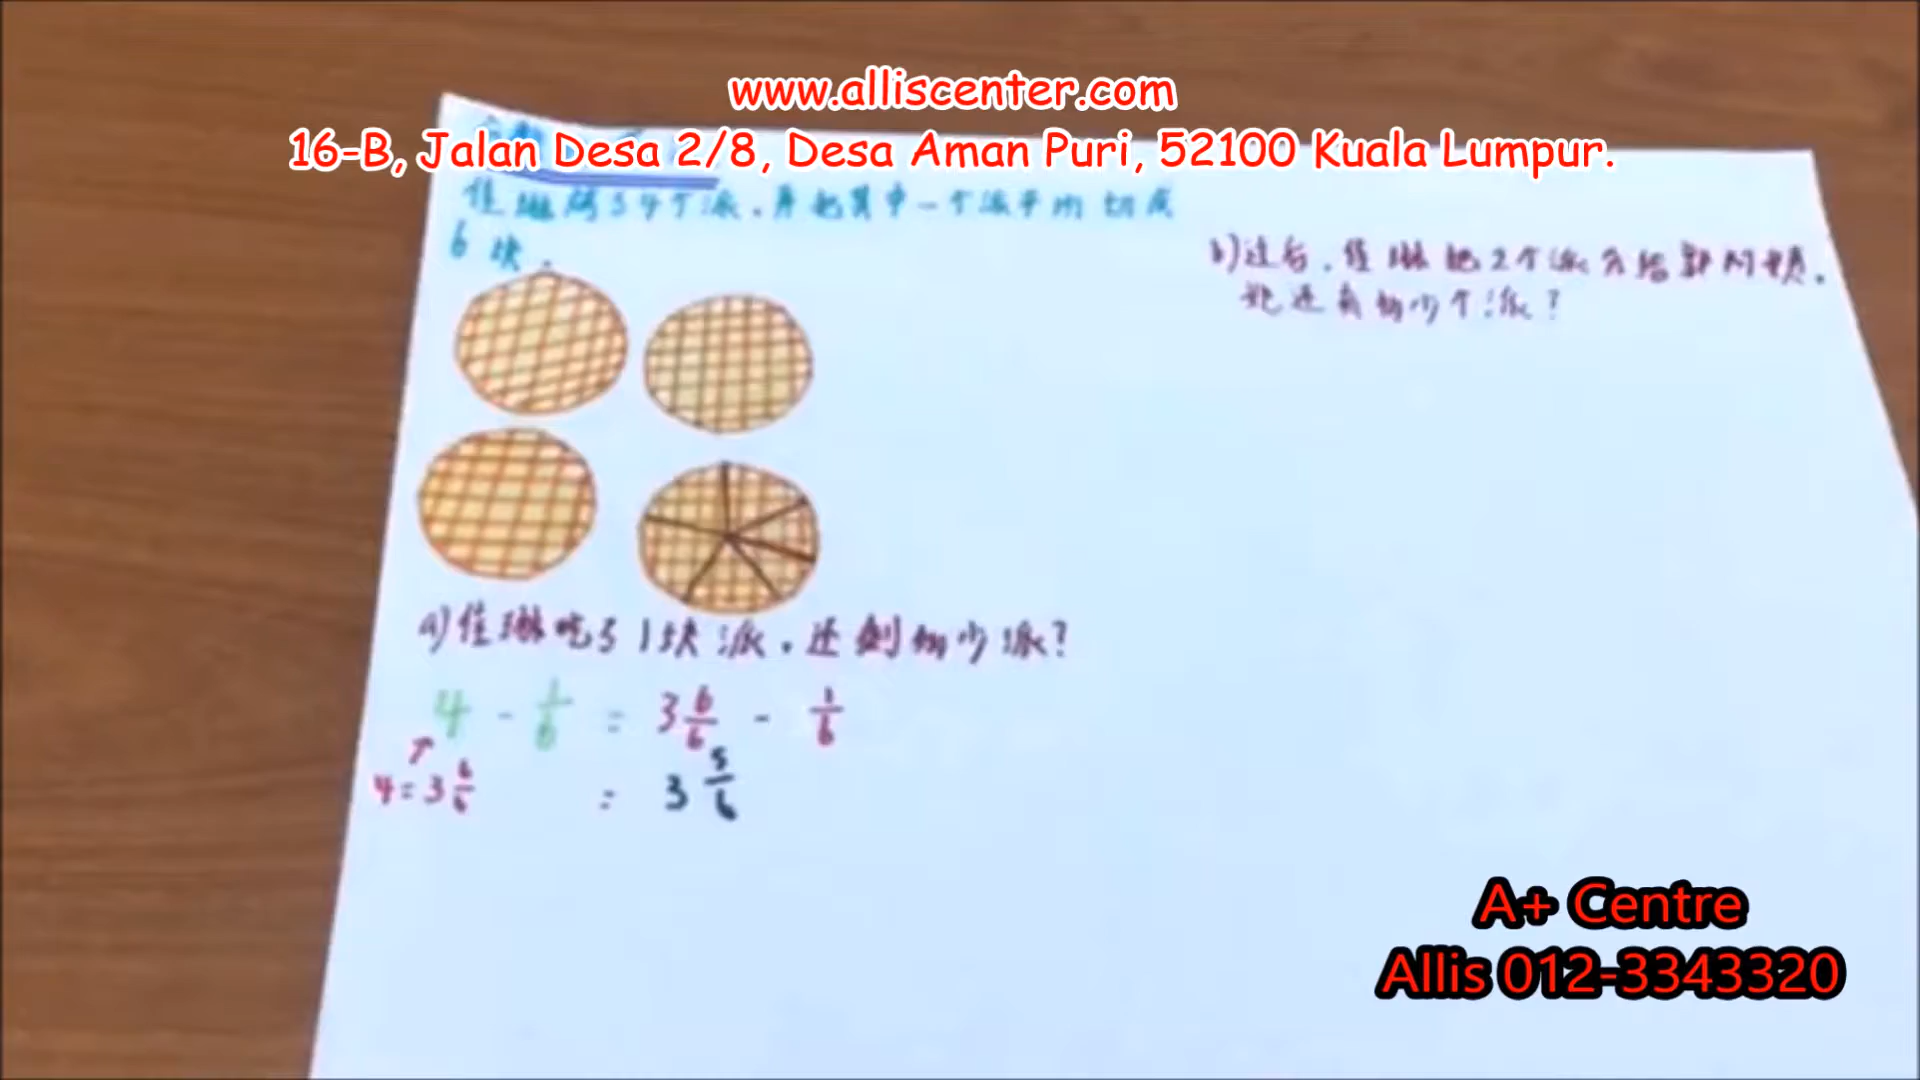 www.alliscenter.com
16-B, Jalan Desa 2/8, Desa Aman Puri, 52100 Kuala Lumpur.
佳琳烤了4个派，并把其中一个派平均切成
6块．
a)佳琳吃了1块派，还剩多少派？
4 - 1/6 = 3 6/6 - 1/6
4=3 6/6
= 3 5/6
b)过后，佳琳把2个派分给
她还有多少个派？
A+ Centre
Allis 012-3343320